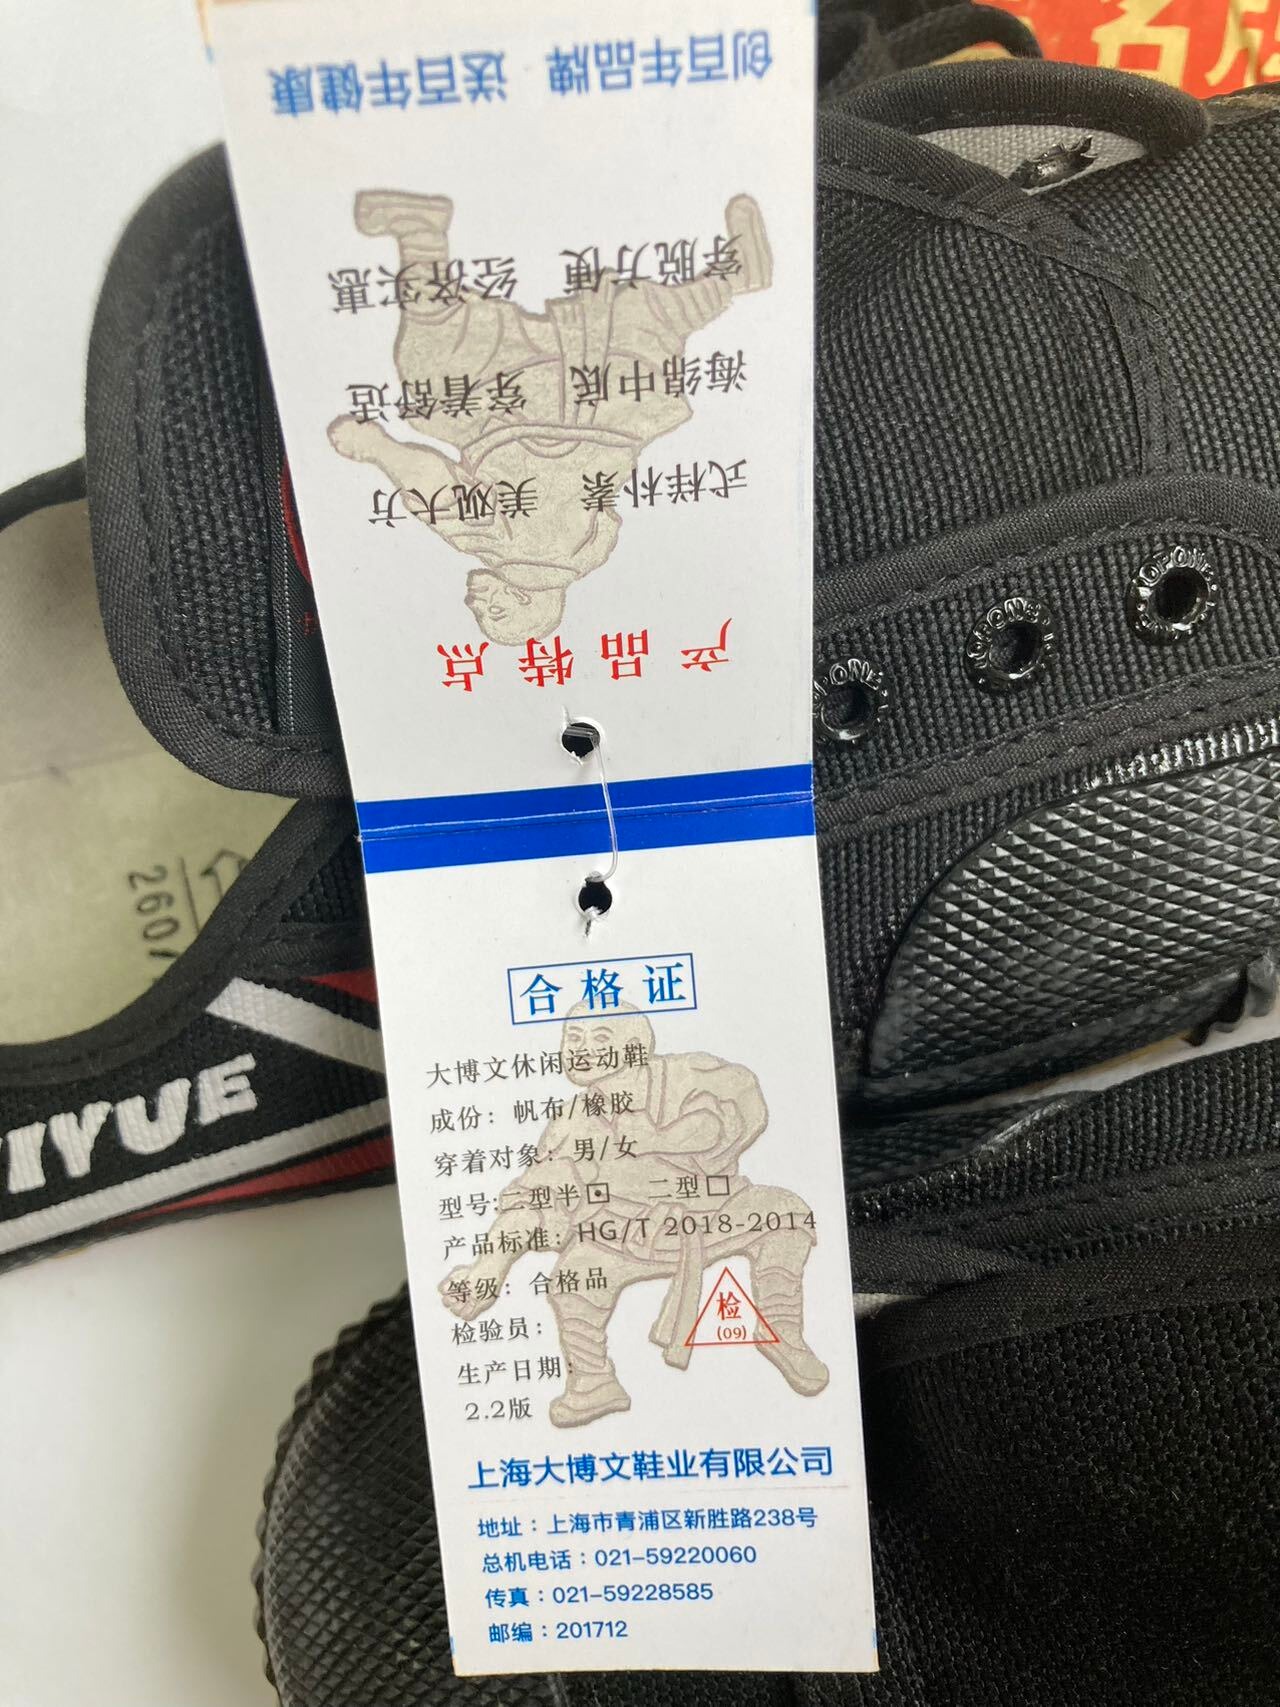 创百年品牌 送百年健康
产品特点
式样朴素 美观大方
海绵中底 穿着舒适
穿脱方便 经济实惠
合格证
大博文休闲运动鞋
成份：帆布/橡胶
穿着对象：男/女
型号:二型半 二型
产品标准：HG/T 2018-2014
等级：合格品
检验员：
检
(09)
生产日期：
2.2版
上海大博文鞋业有限公司
地址：上海市青浦区新胜路238号
总机电话：021-59220060
传真：021-59228585
邮编：201712
260
IYUE